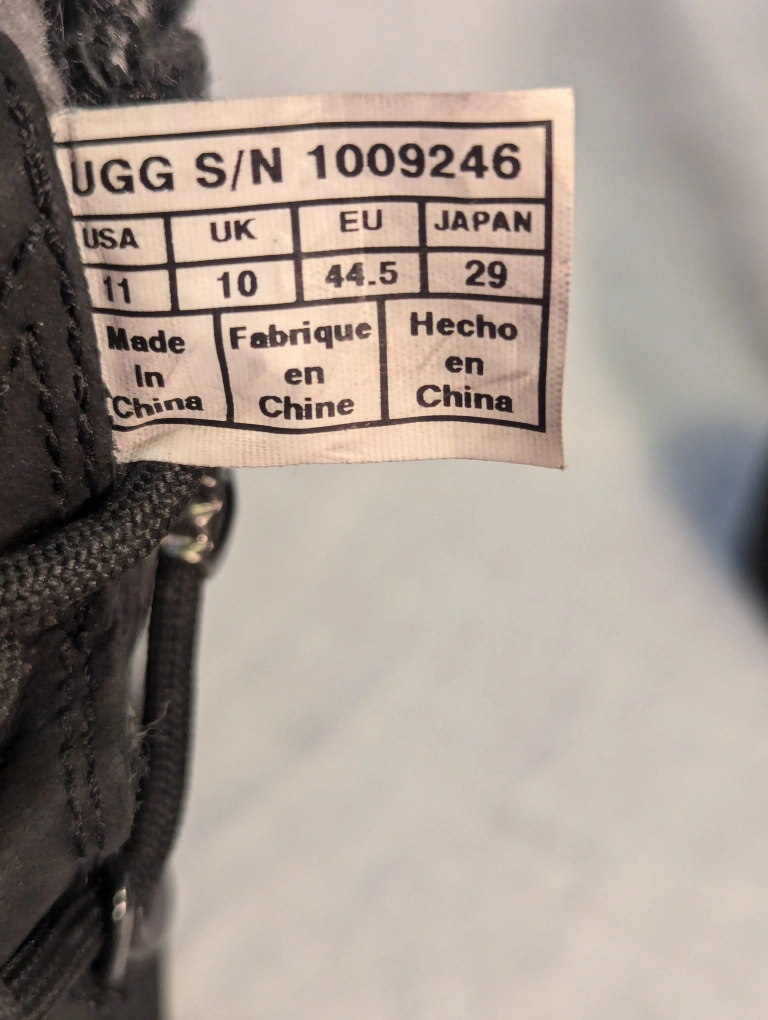 UGG S/N 1009246
USA UK EU JAPAN
11 10 44.5 29
Made Fabrique Hecho
In en en
China Chine China